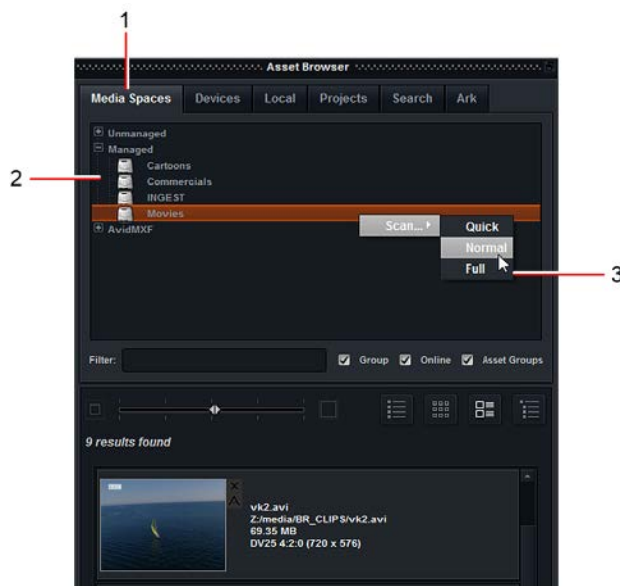 1
Asset Browser
Media Spaces Devices Local Projects Search Ark
Unmanaged
Managed
2
Cartoons
Commercials
INGEST
Movies
Scan... Quick
AvidMXF
Normal
Full
3
Filter: Group Online Asset Groups
9 results found
vk2.avi
Z:/media/BR_CLIPS/vk2.avi
69.35 MB
DV25 4:2:0 (720 x 576)